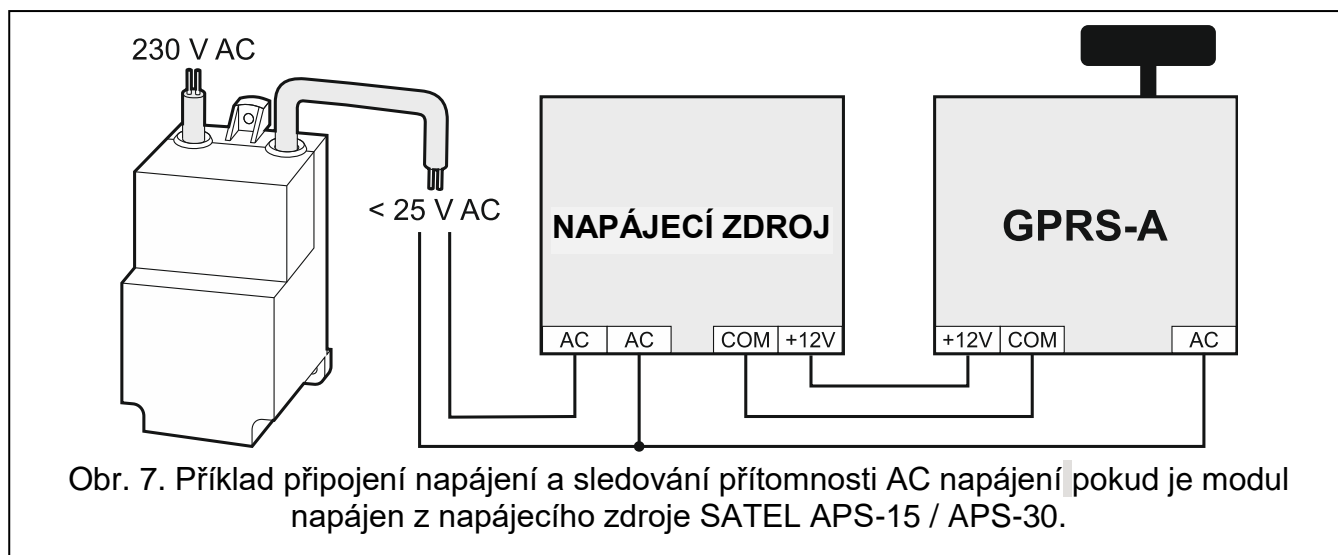 230 V AC
< 25 V AC
NAPÁJECÍ ZDROJ
GPRS-A
AC AC COM +12V
+12V COM AC
Obr. 7. Příklad připojení napájení a sledování přítomnosti AC napájení pokud je modul
napájen z napájecího zdroje SATEL APS-15 / APS-30.